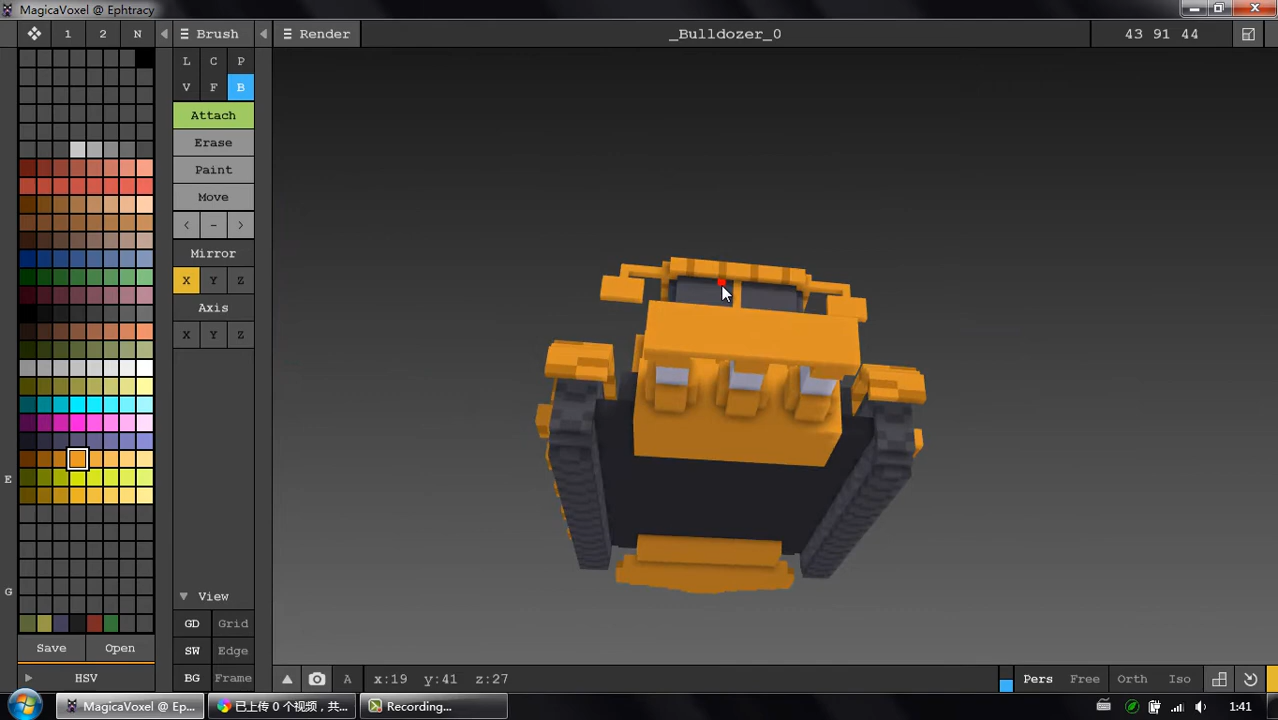 MagicaVoxel @ Ephtracy
1 2 N
Brush
Render
_Bulldozer_0
43 91 44
L C P
V F B
Attach
Erase
Paint
Move
< - >
Mirror
X Y Z
Axis
X Y Z
E
G
View
GD Grid
SW Edge
BG Frame
Save Open
HSV
A x:19 y:41 z:27
Pers Free Orth Iso
MagicaVoxel @ Ep...
已上传 0 个视频，共...
Recording...
1:41